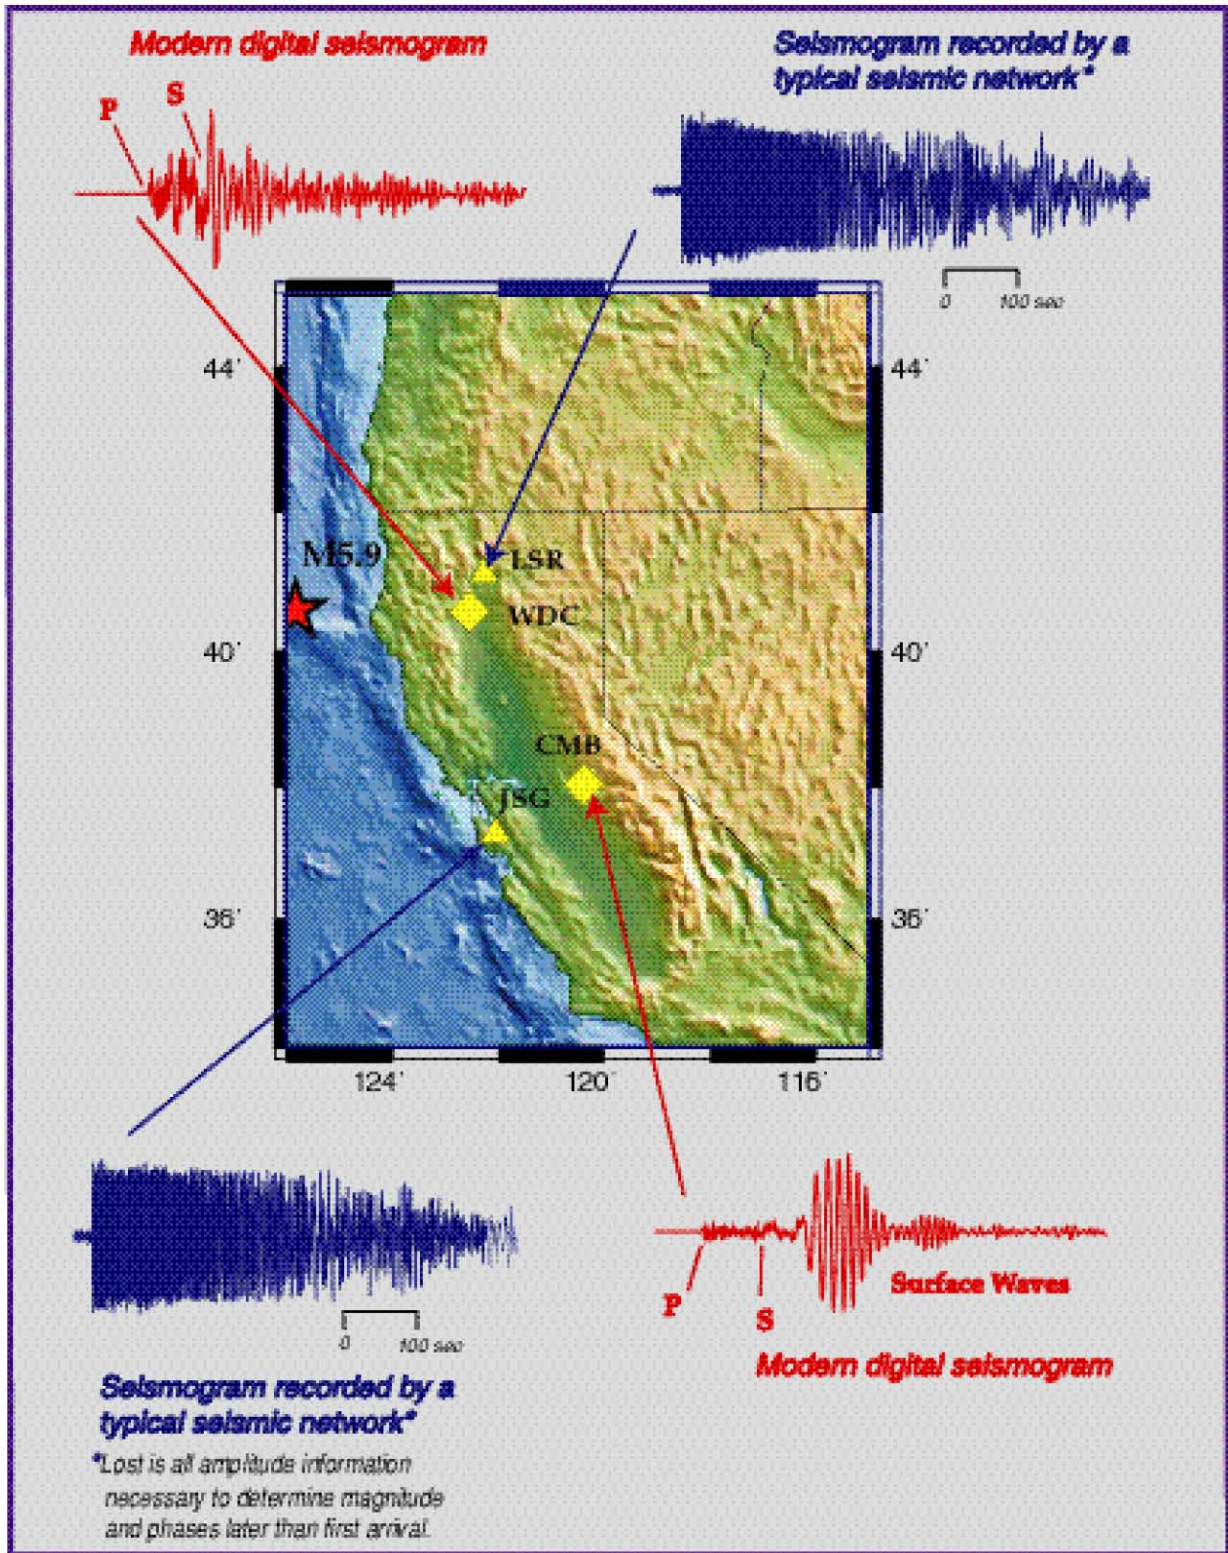 Modern digital seismogram
Seismogram recorded by a
typical seismic network*
P
S
0 100 sec
44°
44°
M5.9
LSR
WDC
40°
40°
CMB
JSG
36°
36°
124° 120° 116°
P
S
Surface Waves
Modern digital seismogram
0 100 sec
Seismogram recorded by a
typical seismic network*
*Lost is all amplitude information
necessary to determine magnitude
and phases later than first arrival.